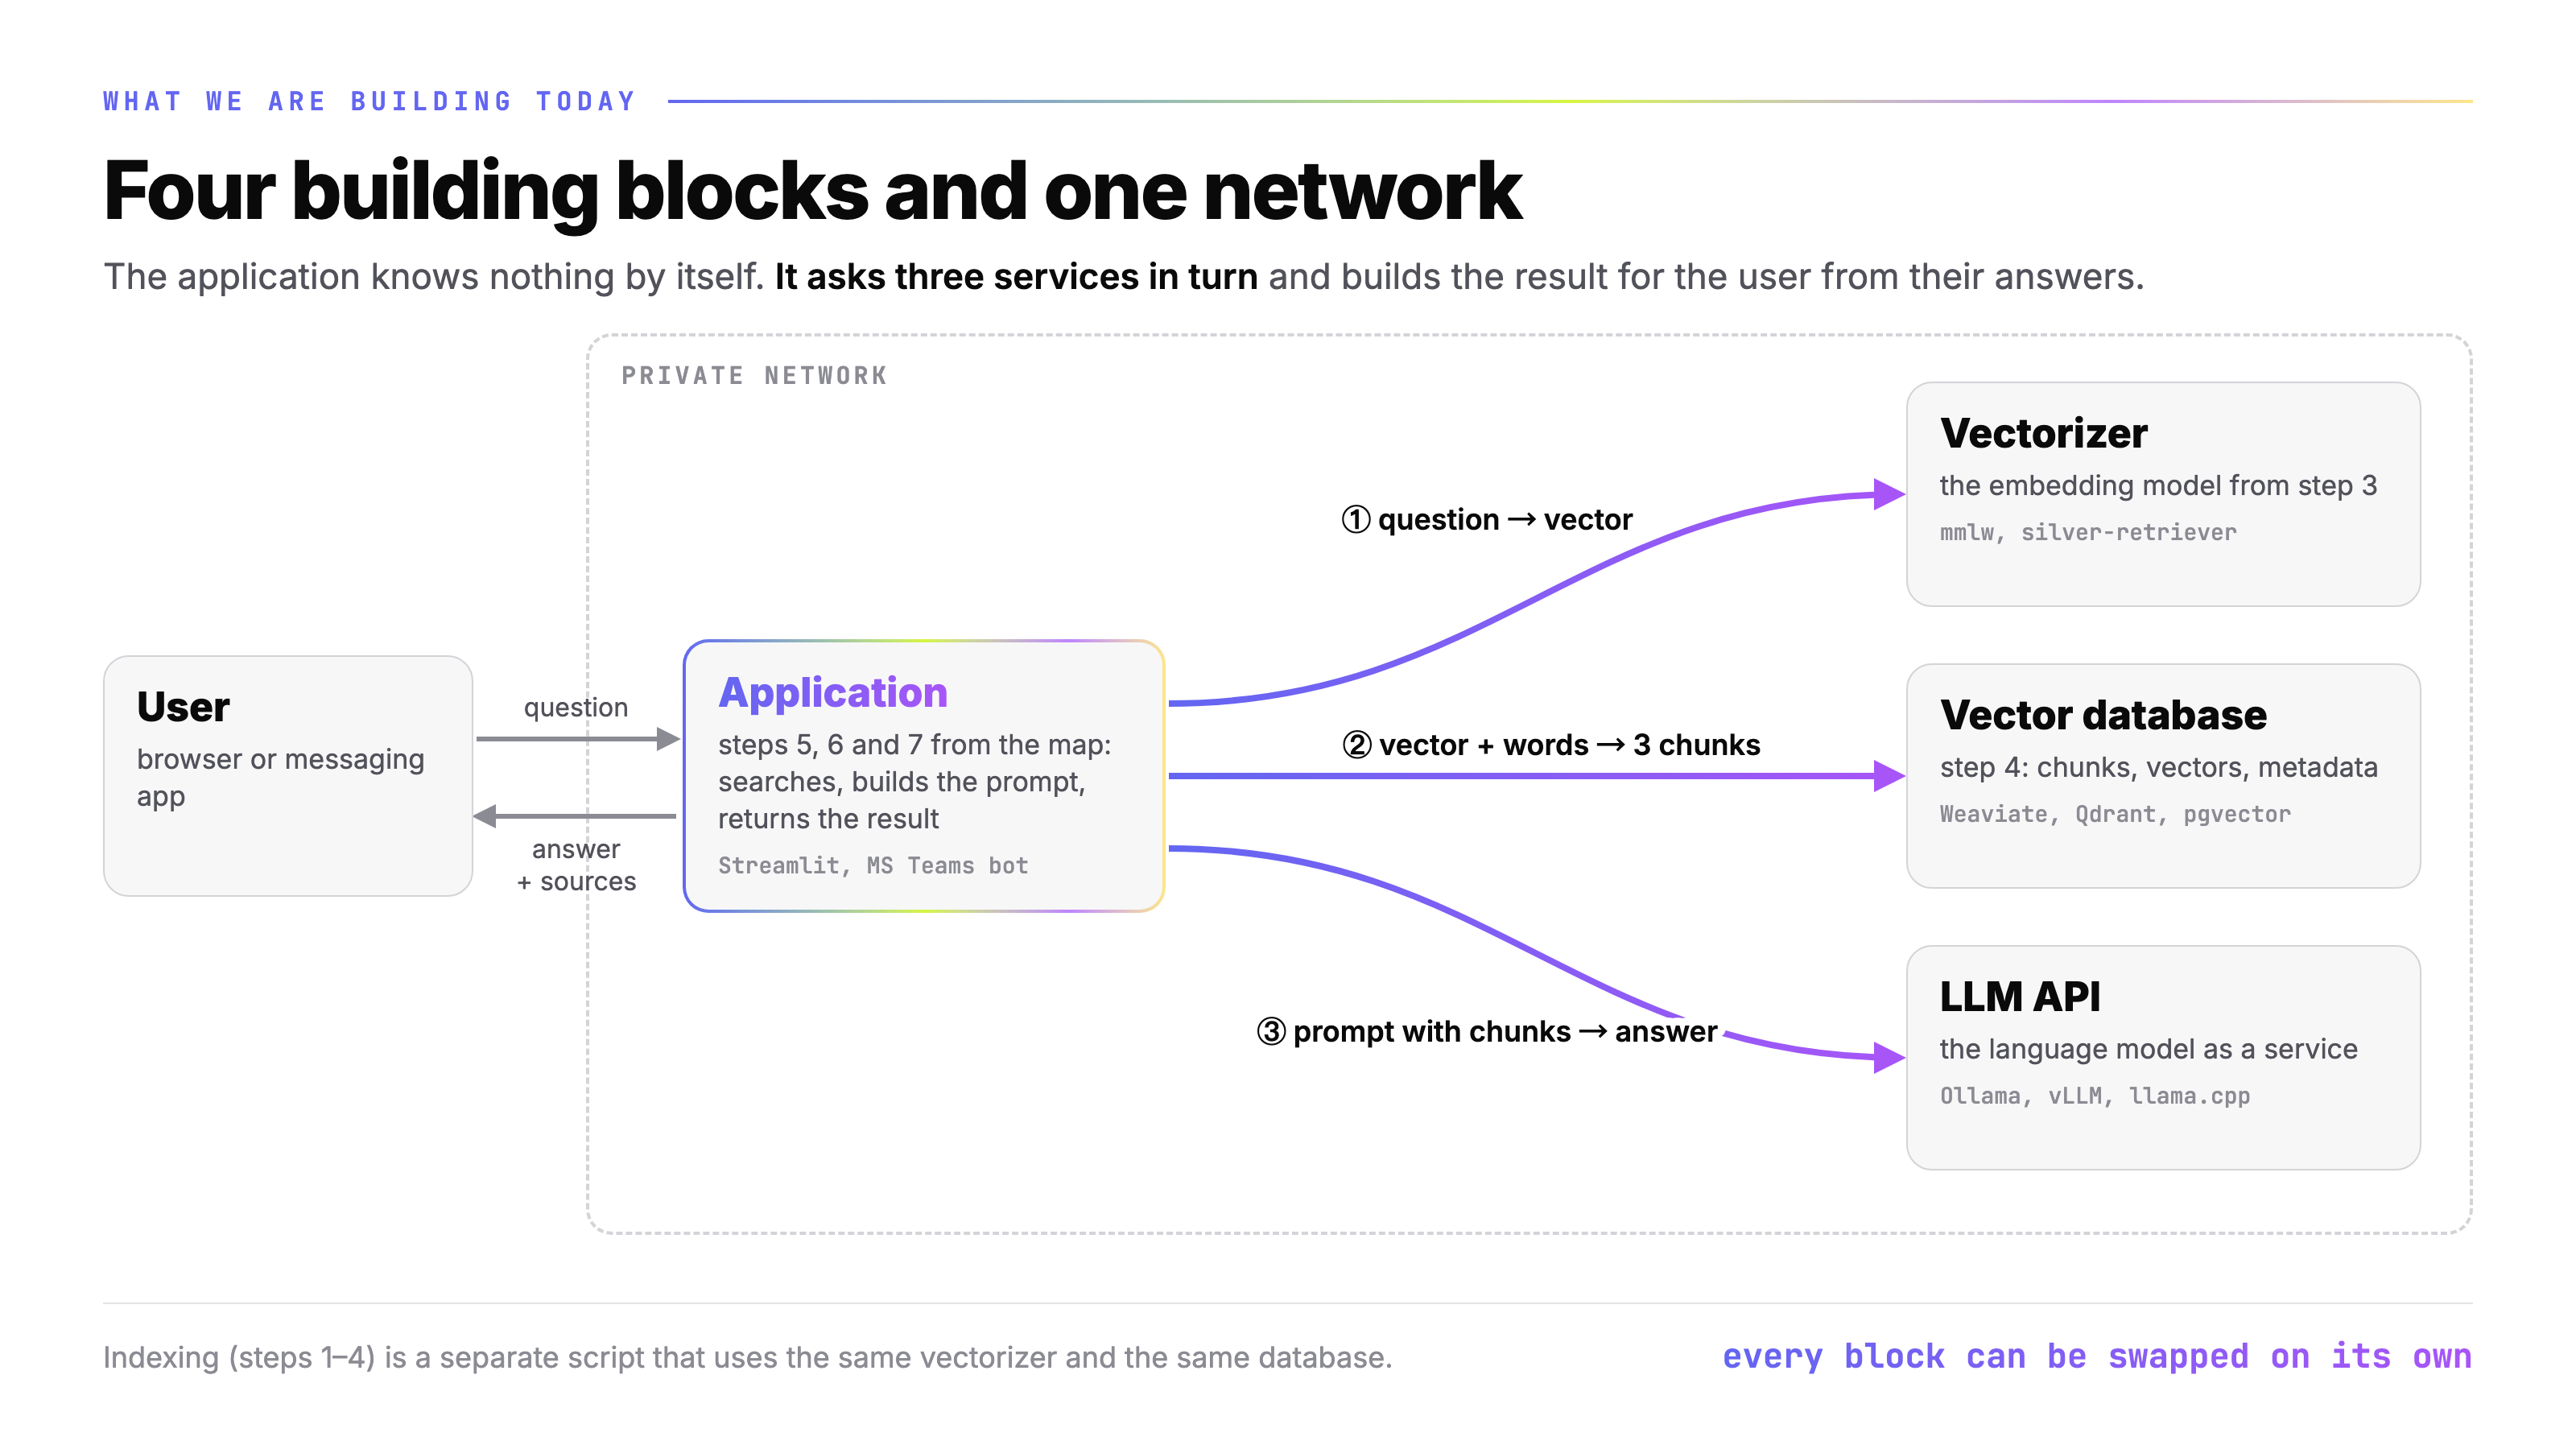 WHAT WE ARE BUILDING TODAY
Four building blocks and one network
The application knows nothing by itself. It asks three services in turn and builds the result for the user from their answers.
PRIVATE NETWORK
User
browser or messaging
app
question
answer
+ sources
Application
steps 5, 6 and 7 from the map:
searches, builds the prompt,
returns the result
Streamlit, MS Teams bot
① question → vector
② vector + words → 3 chunks
③ prompt with chunks → answer
Vectorizer
the embedding model from step 3
mmlw, silver-retriever
Vector database
step 4: chunks, vectors, metadata
Weaviate, Qdrant, pgvector
LLM API
the language model as a service
Ollama, vLLM, llama.cpp
Indexing (steps 1–4) is a separate script that uses the same vectorizer and the same database.
every block can be swapped on its own